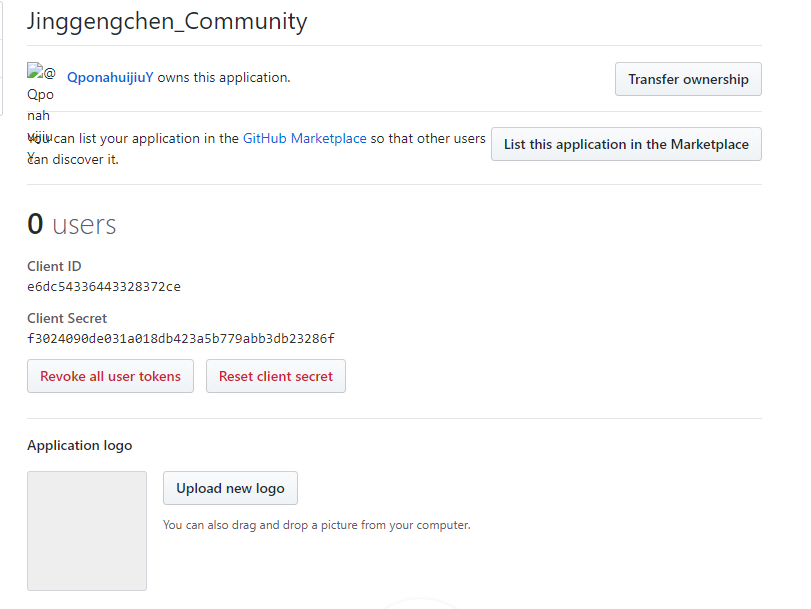 Jinggengchen_Community
@QponahuijiuY
QponahuijiuY owns this application.
Transfer ownership
You can list your application in the GitHub Marketplace so that other users
can discover it.
List this application in the Marketplace
0 users
Client ID
e6dc54336443328372ce
Client Secret
f3024090de031a018db423a5b779abb3db23286f
Revoke all user tokens
Reset client secret
Application logo
Upload new logo
You can also drag and drop a picture from your computer.